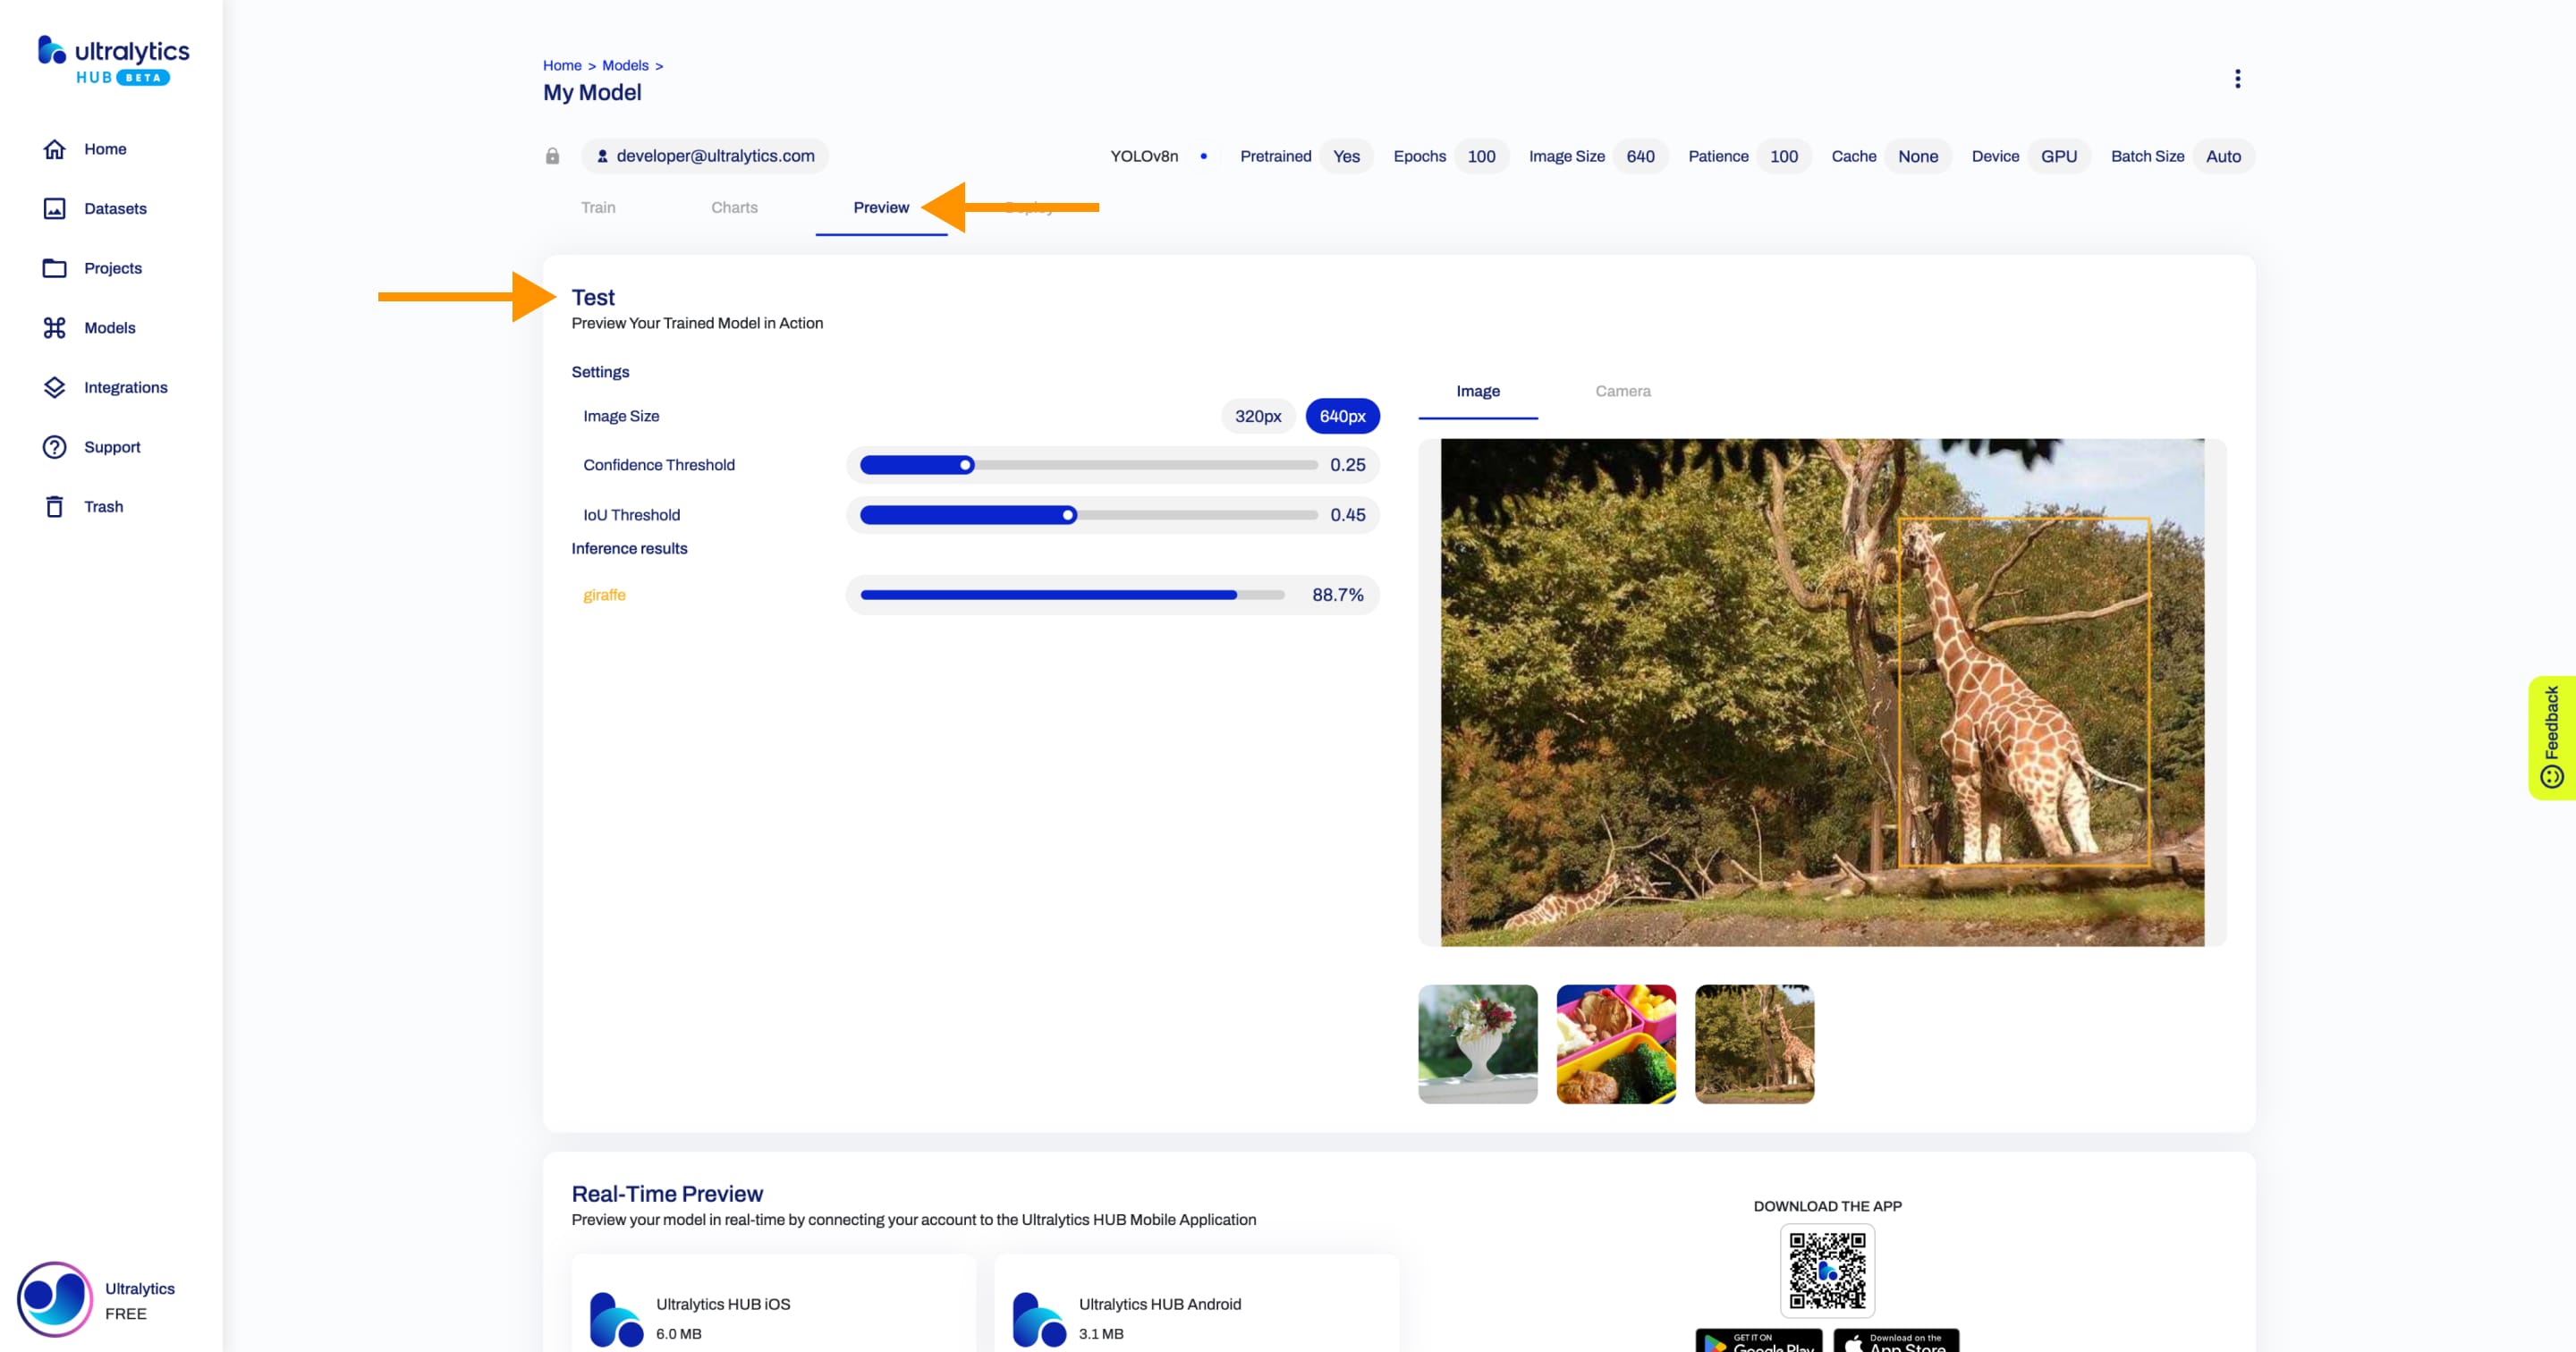 ultralytics
HUB BETA
Home
Datasets
Projects
Models
Integrations
Support
Trash
Ultralytics
FREE
Home > Models >
My Model
developer@ultralytics.com
YOLOv8n Pretrained Yes Epochs 100 Image Size 640 Patience 100 Cache None Device GPU Batch Size Auto
Train Charts Preview Deploy
Test
Preview Your Trained Model in Action
Settings
Image Size 320px 640px
Confidence Threshold 0.25
IoU Threshold 0.45
Inference results
giraffe 88.7%
Image Camera
Feedback
Real-Time Preview
Preview your model in real-time by connecting your account to the Ultralytics HUB Mobile Application
Ultralytics HUB iOS
6.0 MB
Ultralytics HUB Android
3.1 MB
DOWNLOAD THE APP
GET IT ON
Google Play
Download on the
App Store